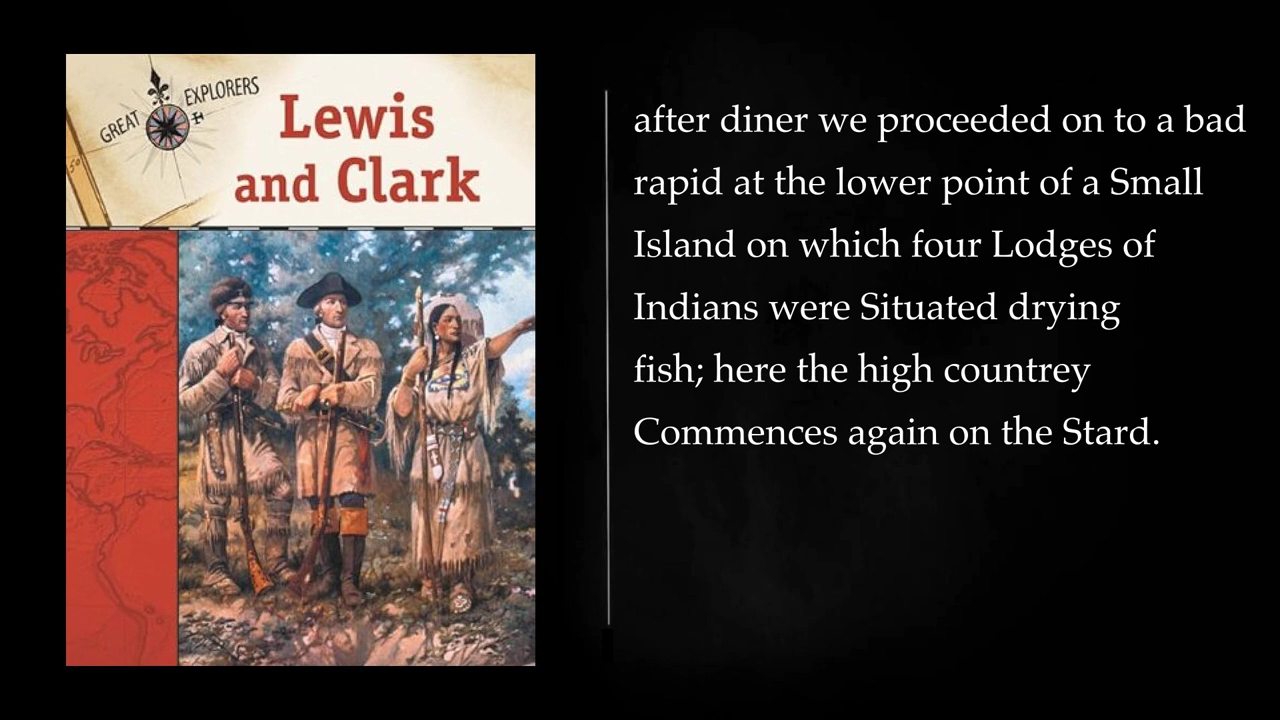 GREAT EXPLORERS
Lewis
and Clark
50
after diner we proceeded on to a bad
rapid at the lower point of a Small
Island on which four Lodges of
Indians were Situated drying
fish; here the high countrey
Commences again on the Stard.